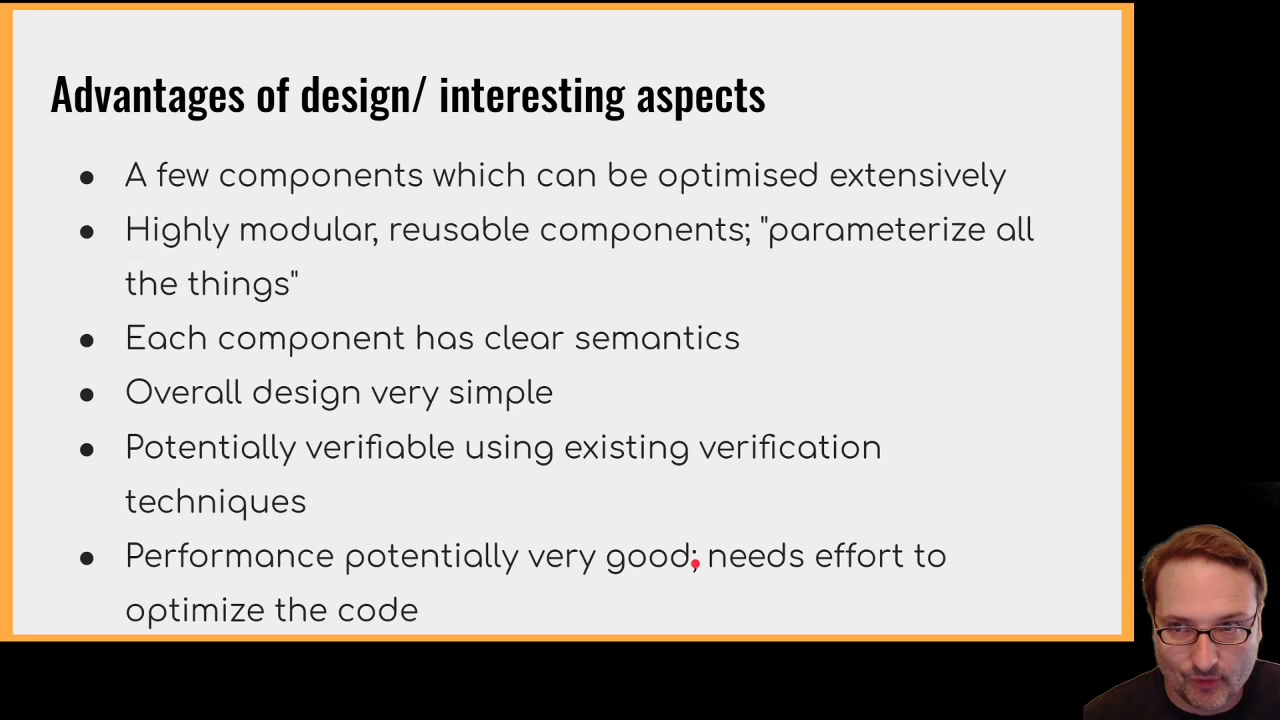 Advantages of design/ interesting aspects
● A few components which can be optimised extensively
● Highly modular, reusable components; "parameterize all
the things"
● Each component has clear semantics
● Overall design very simple
● Potentially verifiable using existing verification
techniques
● Performance potentially very good; needs effort to
optimize the code